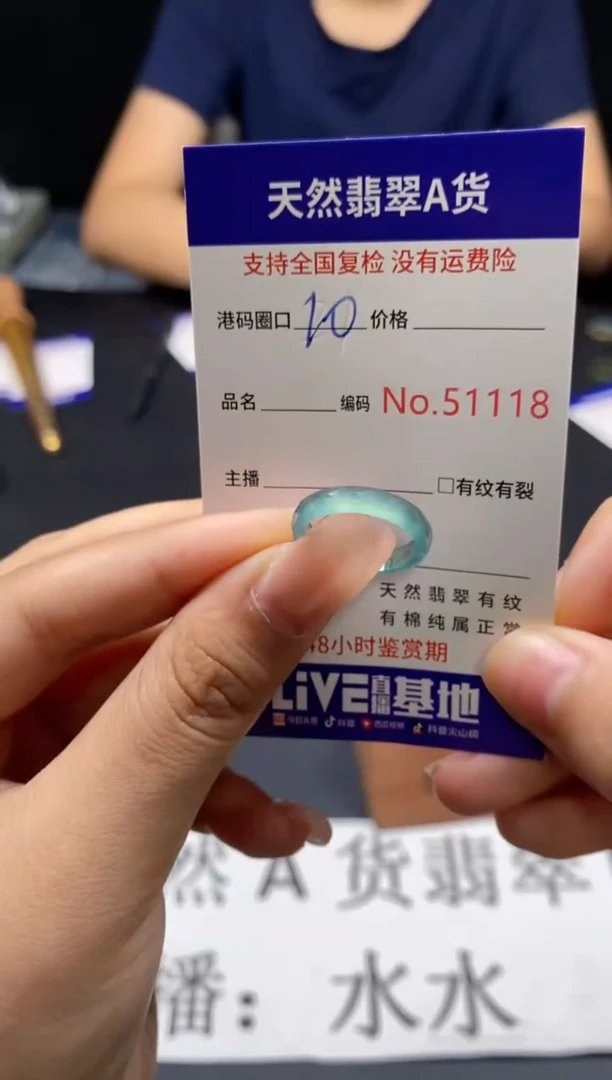 天然翡翠A货
支持全国复检 没有运费险
港码圈口 10 价格
品名 编码 No.51118
主播 □有纹有裂
天然翡翠有纹
有棉纯属正常
48小时鉴赏期
LiVE直播基地
今日头条 抖音 西瓜视频 抖音火山版
然A货翡翠
播：水水